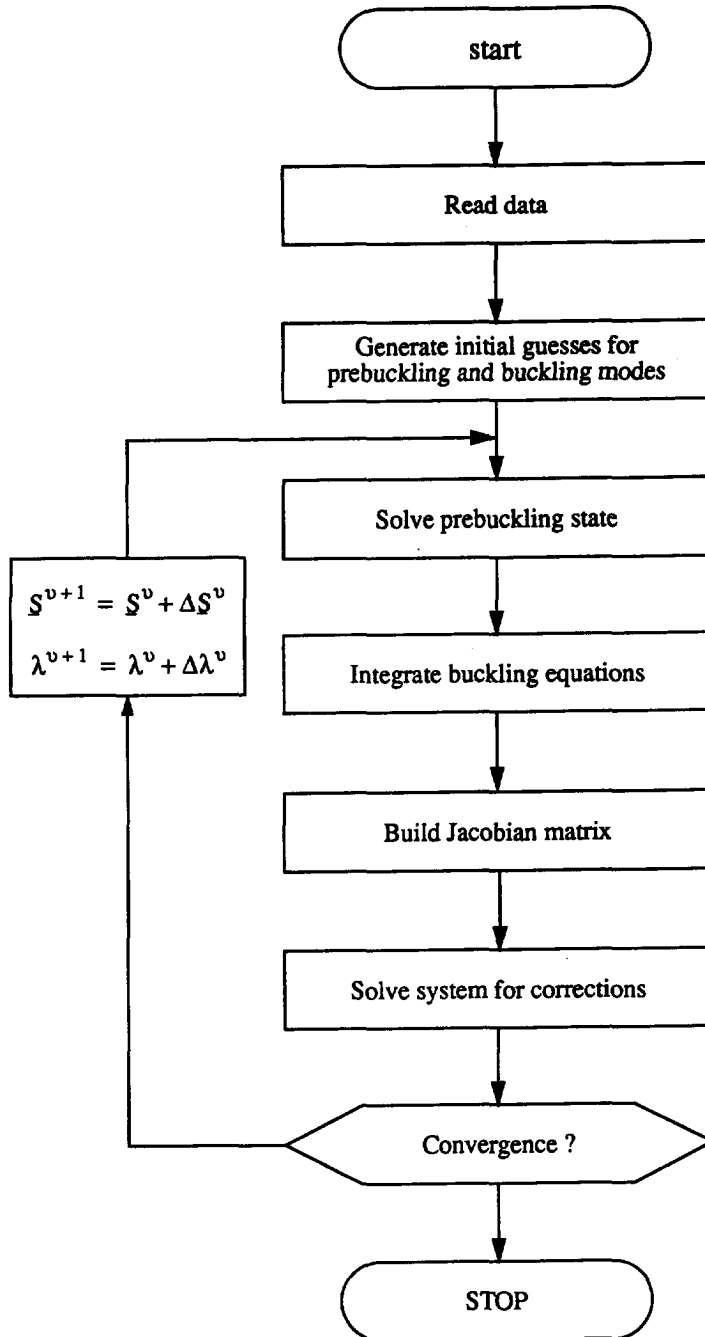 start
Read data
Generate initial guesses for
prebuckling and buckling modes
Solve prebuckling state
S̲^{υ+1} = S̲^υ + ΔS̲^υ
λ^{υ+1} = λ^υ + Δλ^υ
Integrate buckling equations
Build Jacobian matrix
Solve system for corrections
Convergence ?
STOP